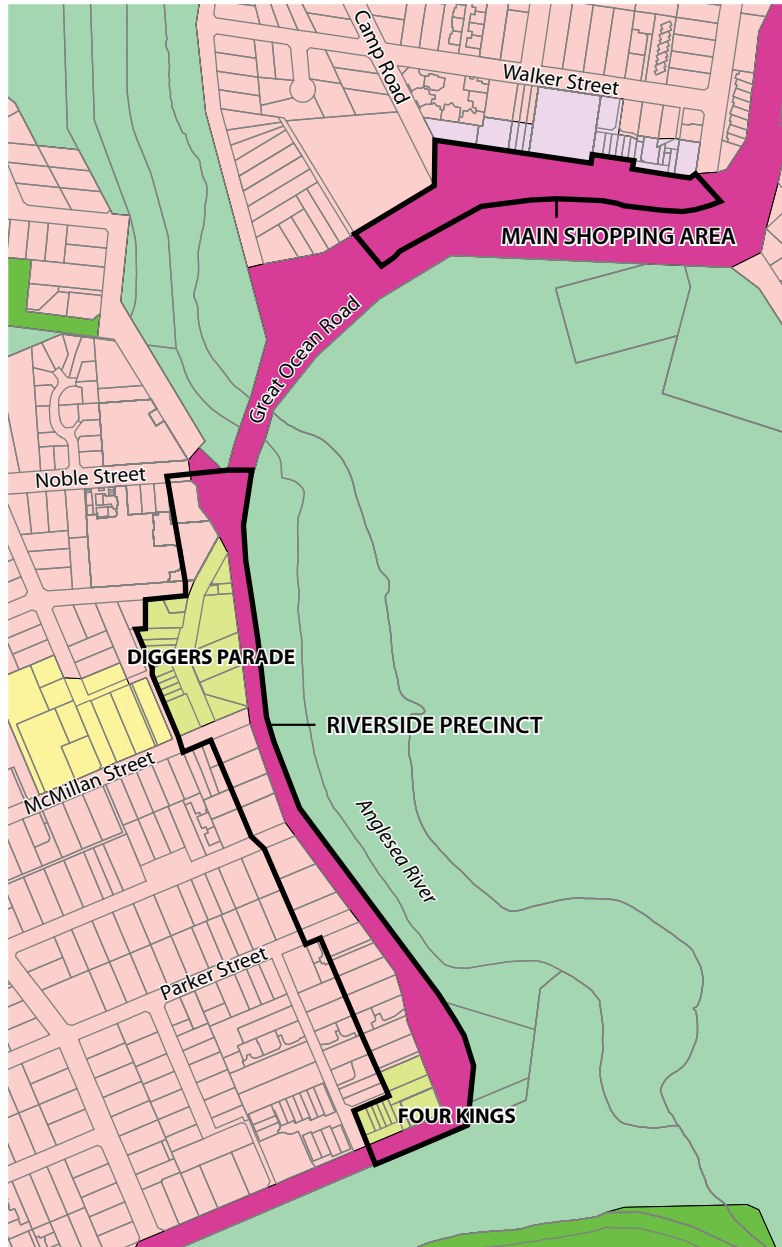 Camp Road
Walker Street
MAIN SHOPPING AREA
Great Ocean Road
Noble Street
DIGGERS PARADE
RIVERSIDE PRECINCT
McMillan Street
Anglesea River
Parker Street
FOUR KINGS